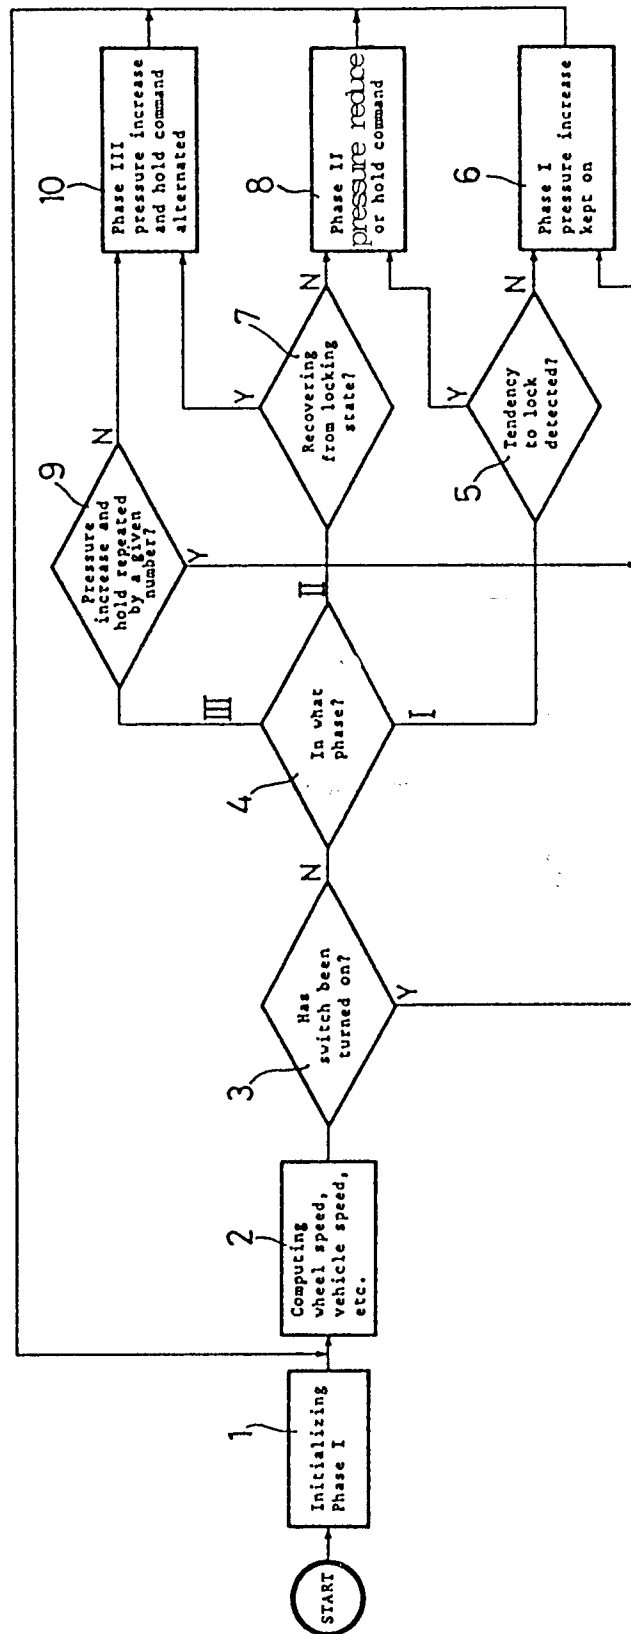 START
1
Initializing
Phase I
2
Computing
wheel speed,
vehicle speed,
etc.
3
Has
switch been
turned on?
N
Y
4
In what
phase?
III
II
I
9
Pressure
increase and
hold repeated
by a given
number?
N
Y
7
Recovering
from locking
state?
Y
N
5
Tendency
to lock
detected?
Y
N
10
Phase III
pressure increase
and hold command
alternated
8
Phase II
pressure reduce
or hold command
6
Phase I
pressure increase
kept on